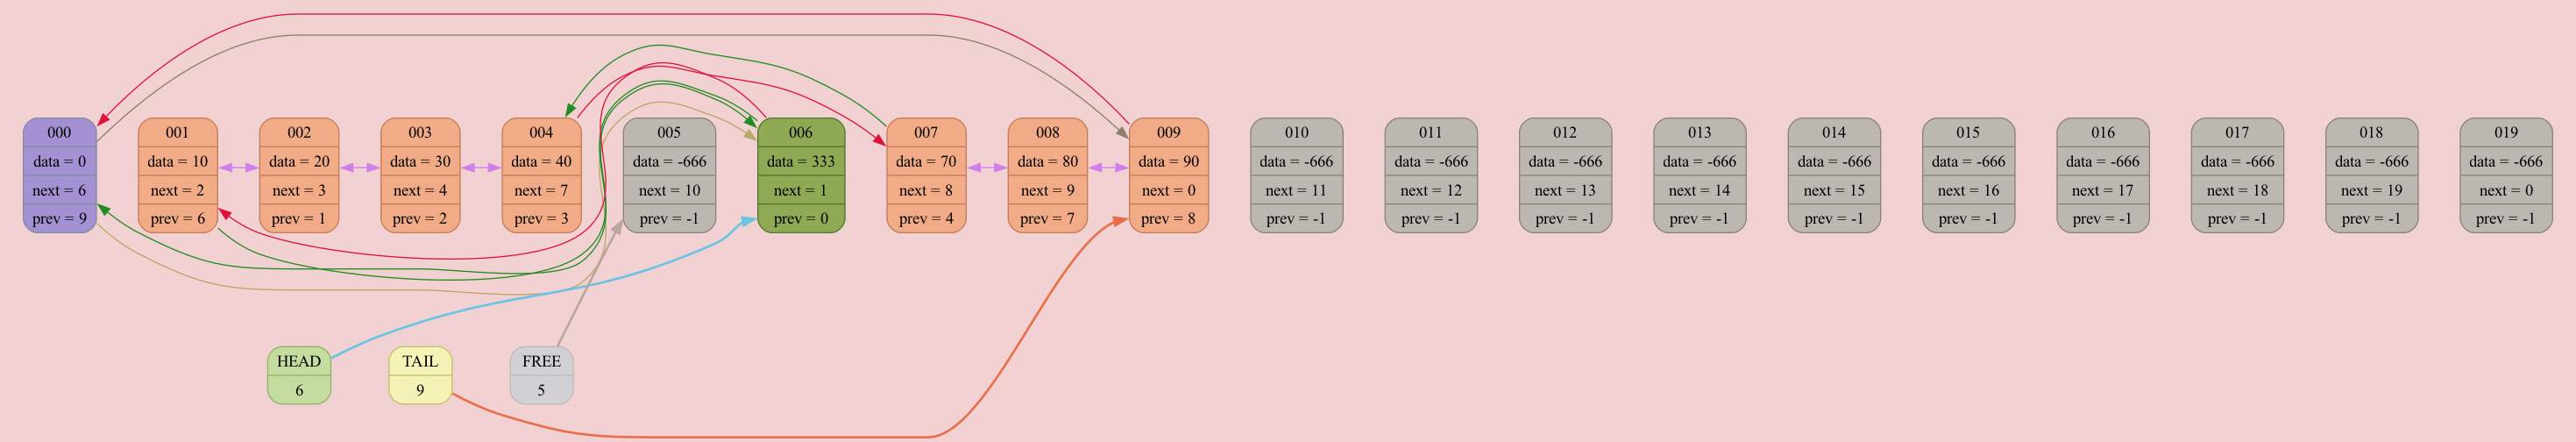 000
data = 0
next = 6
prev = 9
001
data = 10
next = 2
prev = 6
002
data = 20
next = 3
prev = 1
003
data = 30
next = 4
prev = 2
004
data = 40
next = 7
prev = 3
005
data = -666
next = 10
prev = -1
006
data = 333
next = 1
prev = 0
007
data = 70
next = 8
prev = 4
008
data = 80
next = 9
prev = 7
009
data = 90
next = 0
prev = 8
010
data = -666
next = 11
prev = -1
011
data = -666
next = 12
prev = -1
012
data = -666
next = 13
prev = -1
013
data = -666
next = 14
prev = -1
014
data = -666
next = 15
prev = -1
015
data = -666
next = 16
prev = -1
016
data = -666
next = 17
prev = -1
017
data = -666
next = 18
prev = -1
018
data = -666
next = 19
prev = -1
019
data = -666
next = 0
prev = -1
HEAD
6
TAIL
9
FREE
5